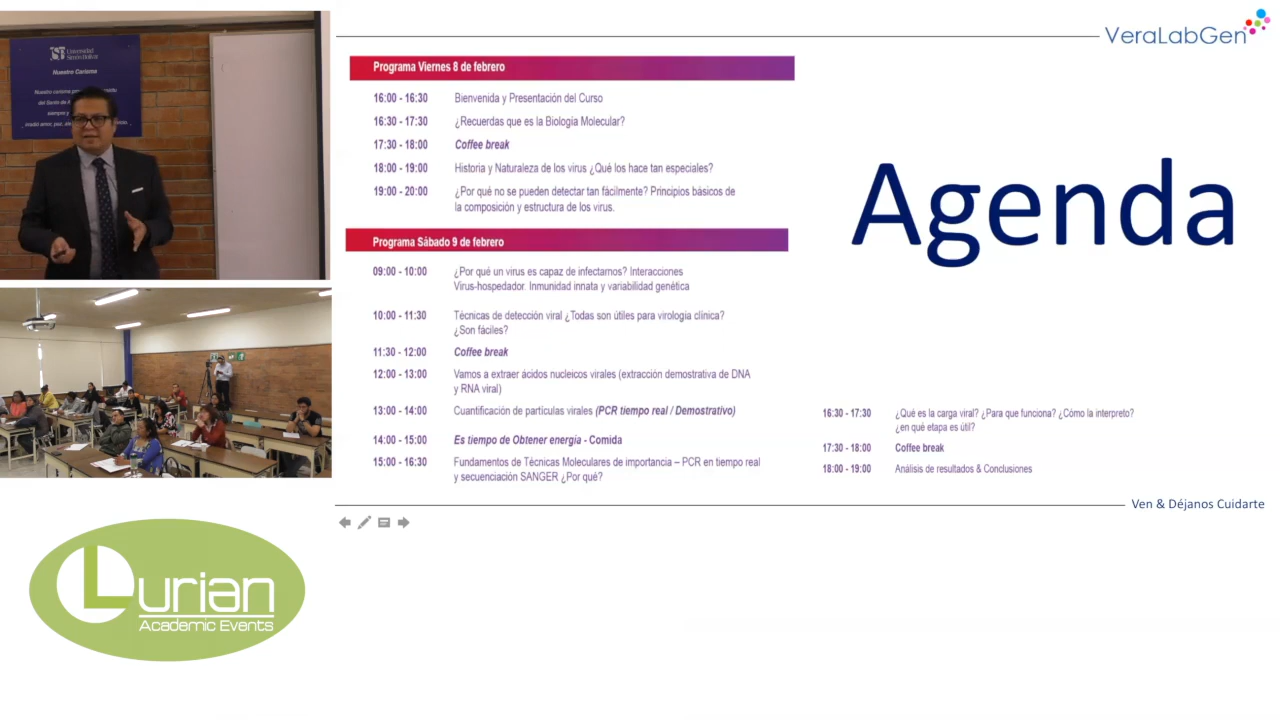 Universidad
Simón Bolívar
Nuestro Carisma
VeraLabGen
Programa Viernes 8 de febrero
16:00 - 16:30 Bienvenida y Presentación del Curso
16:30 - 17:30 ¿Recuerdas que es la Biología Molecular?
17:30 - 18:00 Coffee break
18:00 - 19:00 Historia y Naturaleza de los virus ¿Qué los hace tan especiales?
19:00 - 20:00 ¿Por qué no se pueden detectar tan fácilmente? Principios básicos de
la composición y estructura de los virus.
Programa Sábado 9 de febrero
09:00 - 10:00 ¿Por qué un virus es capaz de infectarnos? Interacciones
Virus-hospedador. Inmunidad innata y variabilidad genética
10:00 - 11:30 Técnicas de detección viral ¿Todas son útiles para virología clínica?
¿Son fáciles?
11:30 - 12:00 Coffee break
12:00 - 13:00 Vamos a extraer ácidos nucleicos virales (extracción demostrativa de DNA
y RNA viral)
13:00 - 14:00 Cuantificación de partículas virales (PCR tiempo real / Demostrativo)
14:00 - 15:00 Es tiempo de Obtener energía - Comida
15:00 - 16:30 Fundamentos de Técnicas Moleculares de importancia – PCR en tiempo real
y secuenciación SANGER ¿Por qué?
Agenda
16:30 - 17:30 ¿Qué es la carga viral? ¿Para que funciona? ¿Cómo la interpreto?
¿en qué etapa es útil?
17:30 - 18:00 Coffee break
18:00 - 19:00 Análisis de resultados & Conclusiones
Ven & Déjanos Cuidarte
Lurian
Academic Events